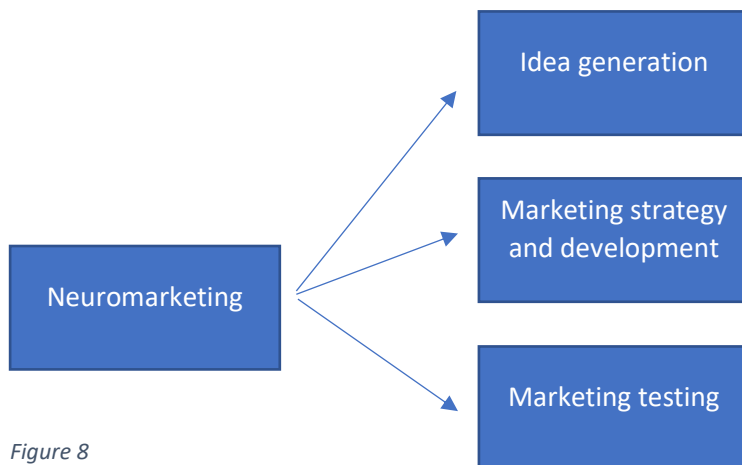 Idea generation
Marketing strategy
and development
Neuromarketing
Marketing testing
Figure 8